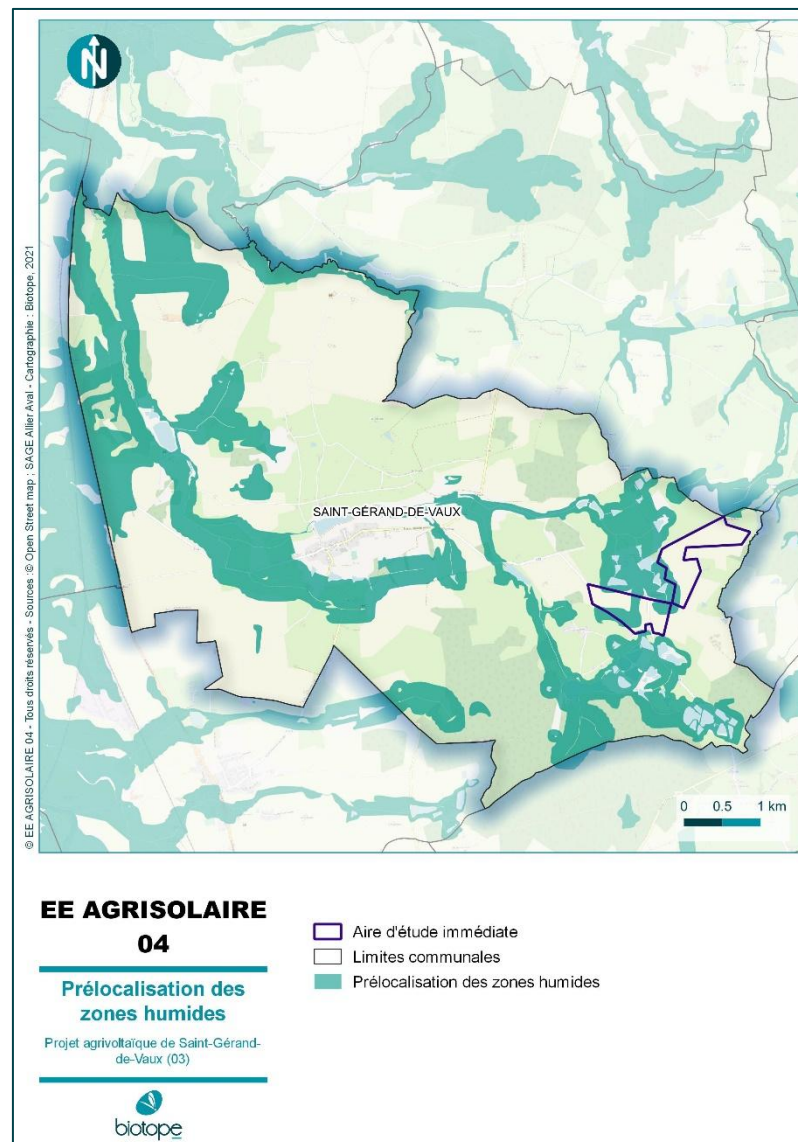 N
© EE AGRISOLAIRE 04 - Tous droits réservés - Sources :© Open Street map ; SAGE Allier Aval - Cartographie : Biotope, 2021
SAINT-GÉRAND-DE-VAUX
0 0.5 1 km
EE AGRISOLAIRE
04
Prélocalisation des
zones humides
Projet agrivoltaïque de Saint-Gérand-
de-Vaux (03)
biotope
Aire d'étude immédiate
Limites communales
Prélocalisation des zones humides